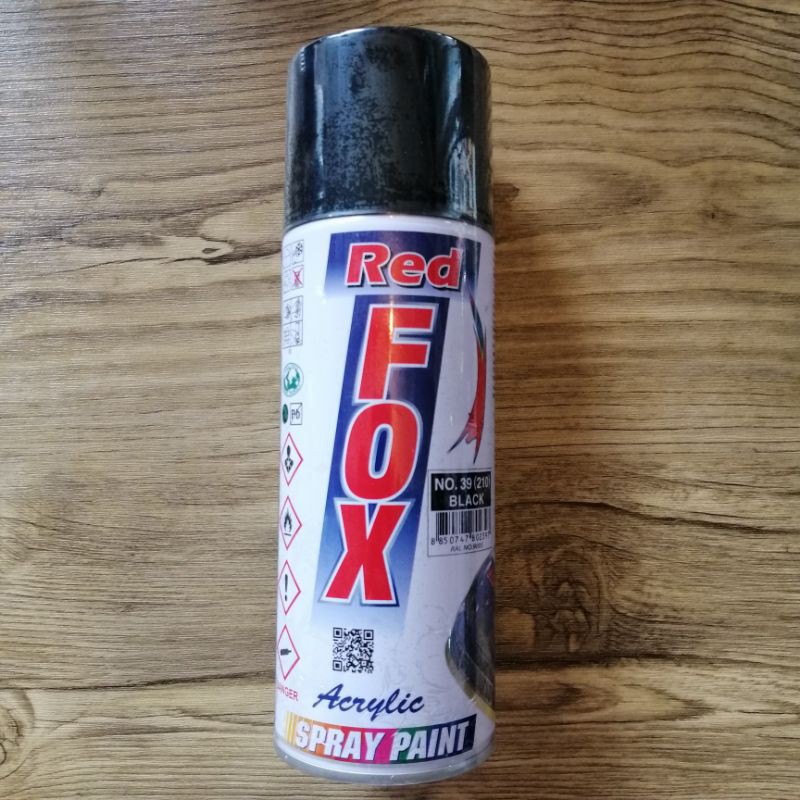 Red
FOX
NO. 39 (210)
BLACK
Acrylic
SPRAY PAINT